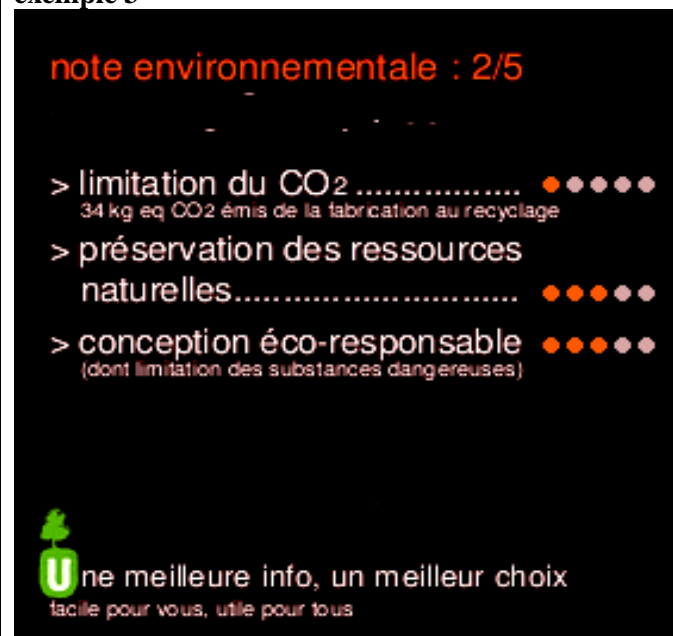 exemple 3
note environnementale : 2/5
> limitation du CO2 .................
34 kg eq CO2 émis de la fabrication au recyclage
> préservation des ressources
naturelles.............................
> conception éco-responsable
(dont limitation des substances dangereuses)
Une meilleure info, un meilleur choix
facile pour vous, utile pour tous